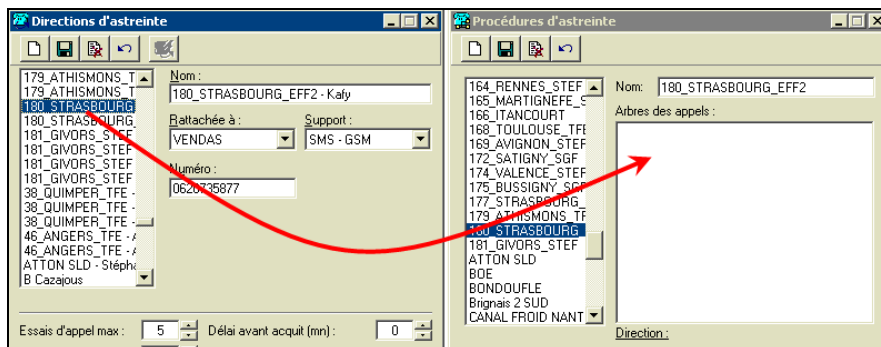 Directions d'astreinte
179_ATHISMONS_T
179_ATHISMONS_T
180_STRASBOURG
180_STRASBOURG_
181_GIVORS_STEF
181_GIVORS_STEF
181_GIVORS_STEF
181_GIVORS_STEF
38_QUIMPER_TFE -
38_QUIMPER_TFE -
38_QUIMPER_TFE -
46_ANGERS_TFE - A
46_ANGERS_TFE - A
ATTON SLD - Stépha
B Cazajous
Nom :
180_STRASBOURG_EFF2 - Kafy
Rattachée à :
Support :
VENDAS
SMS - GSM
Numéro :
0620735877
Essais d'appel max :
5
Délai avant acquit (mn) :
0
Procédures d'astreinte
164_RENNES_STEF
165_MARTIGNEFE_S
166_ITANCOURT
168_TOULOUSE_TFE
169_AVIGNON_STEF
172_SATIGNY_SGF
174_VALENCE_STEF
175_BUSSIGNY_SGF
177_STRASBOURG_
179_ATHISMONS_TF
180_STRASBOURG
181_GIVORS_STEF
ATTON SLD
BOE
BONDOUFLE
Brignais 2 SUD
CANAL FROID NANT
Nom:
180_STRASBOURG_EFF2
Arbres des appels :
Direction :